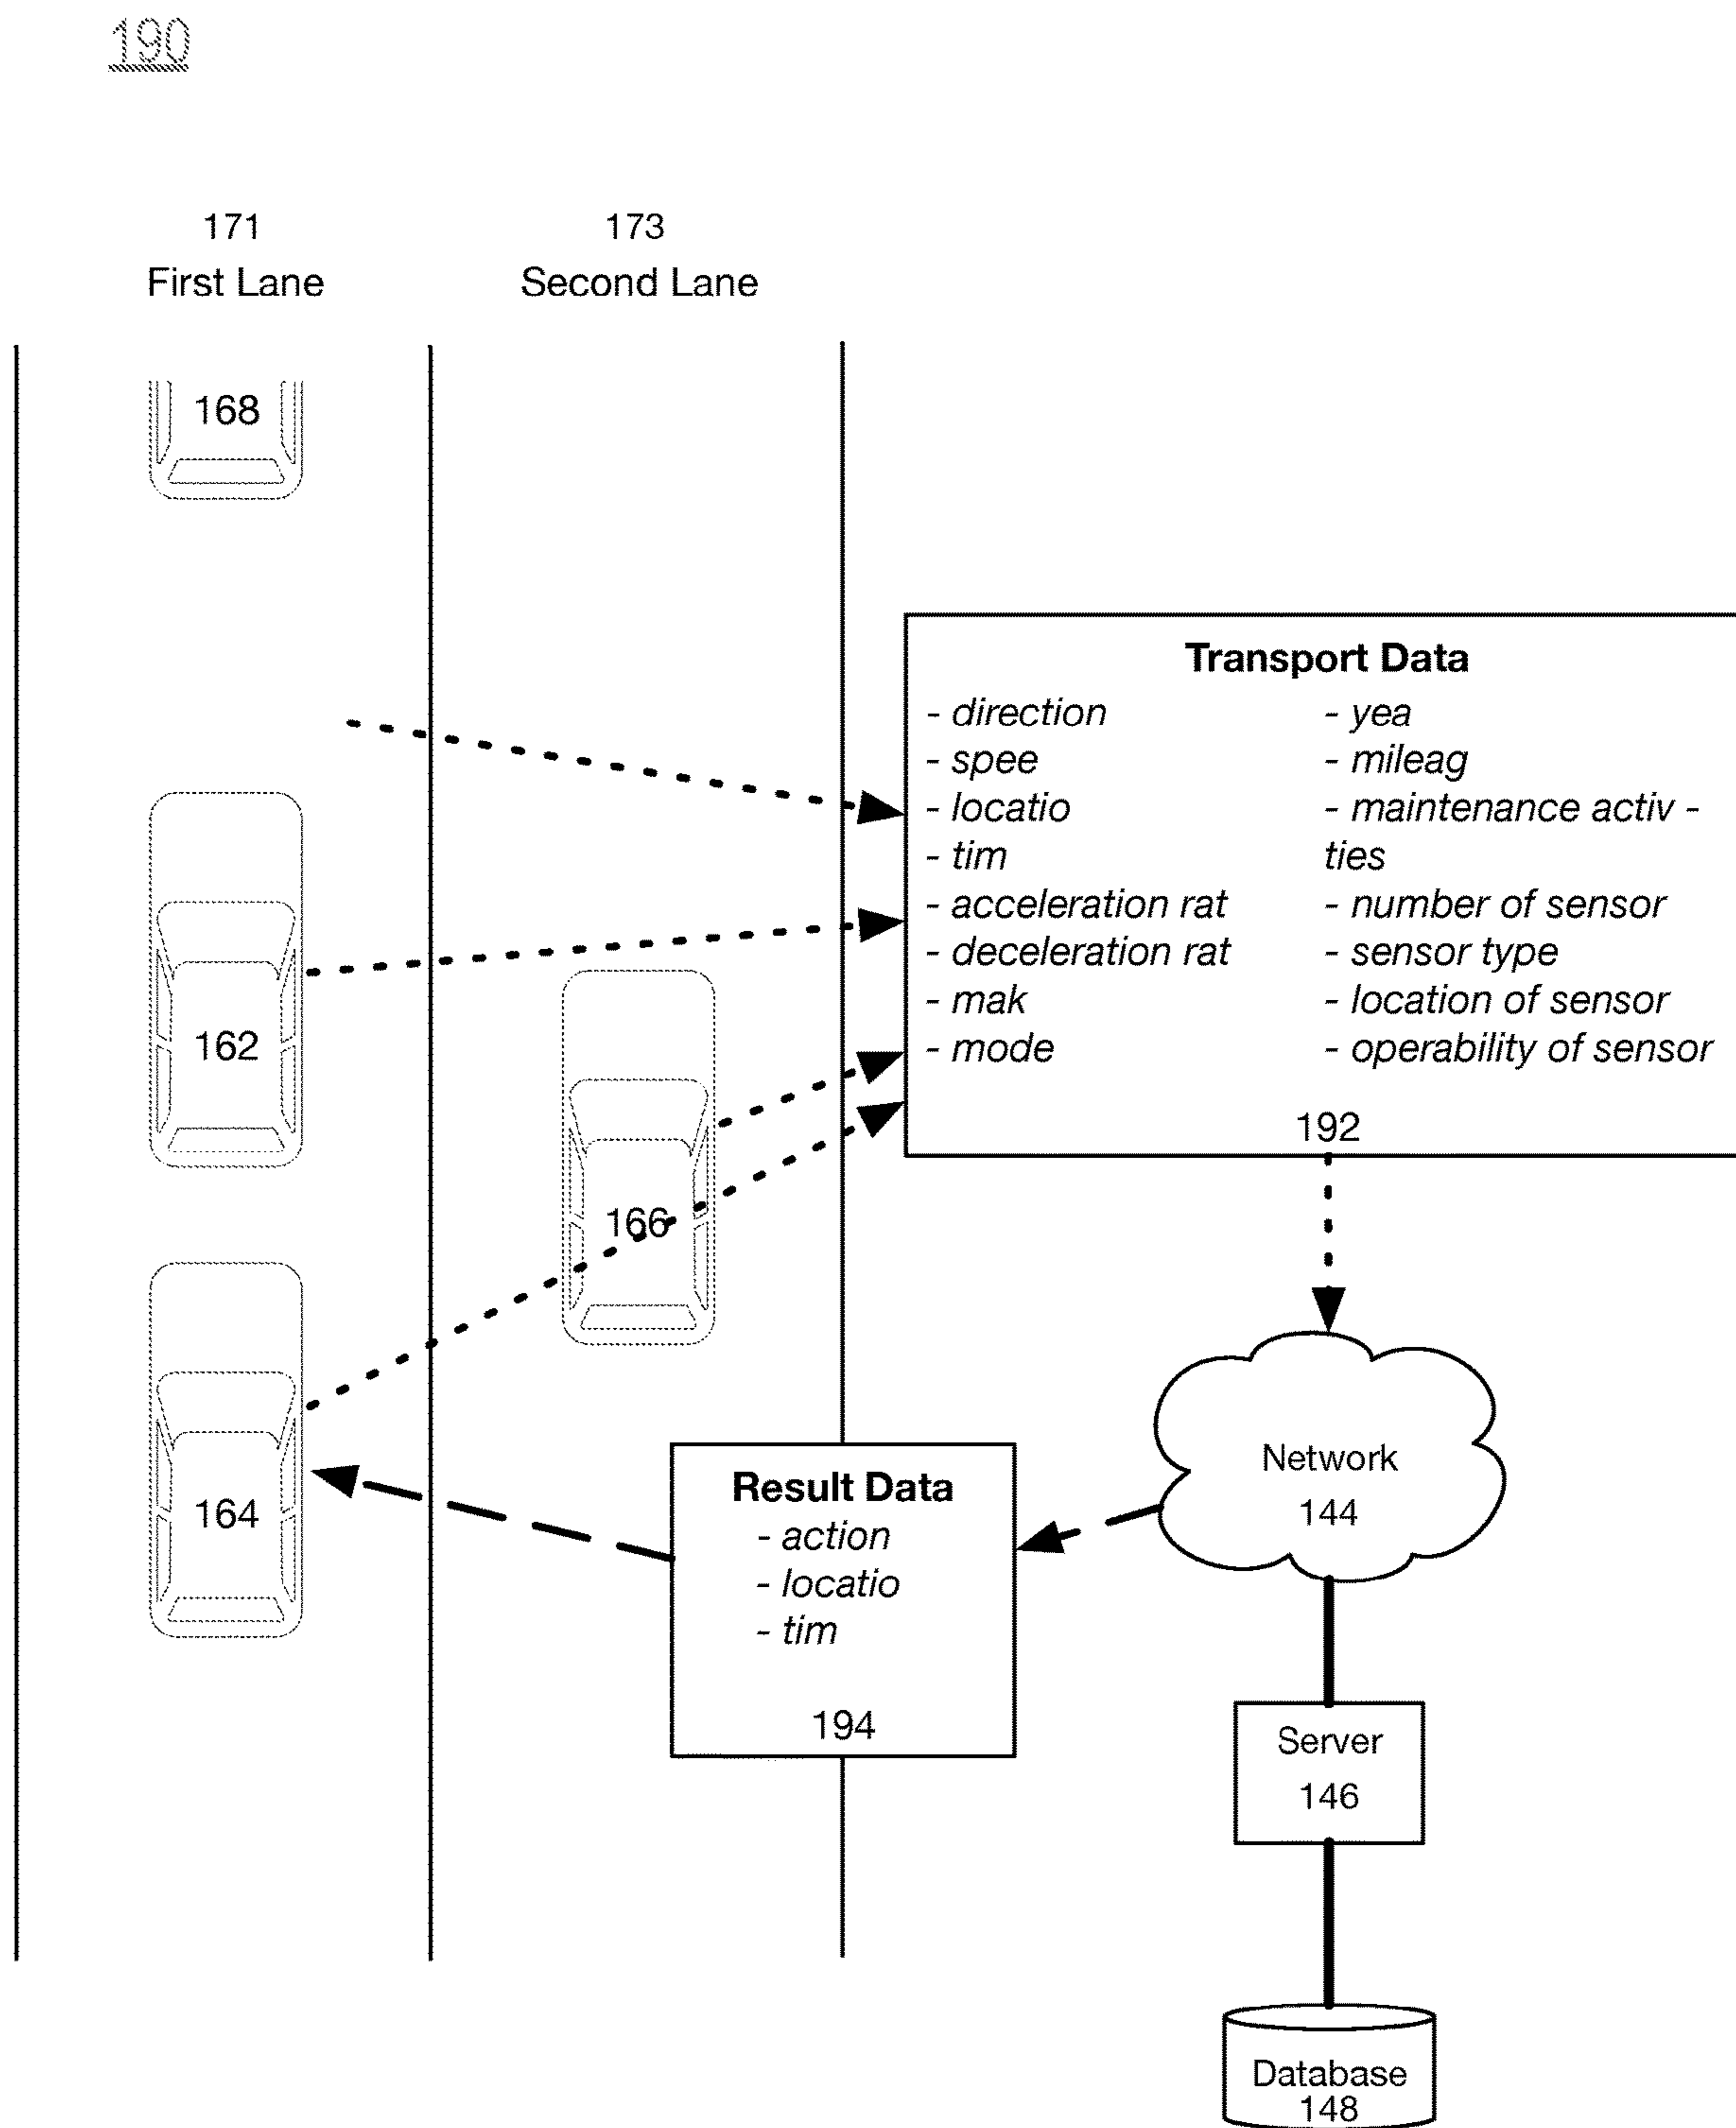 190
171
First Lane
173
Second Lane
168
Transport Data
- direction
- spee
- locatio
- tim
- acceleration rat
- deceleration rat
- mak
- mode
- yea
- mileag
- maintenance activ -
ties
- number of sensor
- sensor type
- location of sensor
- operability of sensor
192
162
166
164
Result Data
- action
- locatio
- tim
194
Network
144
Server
146
Database
148